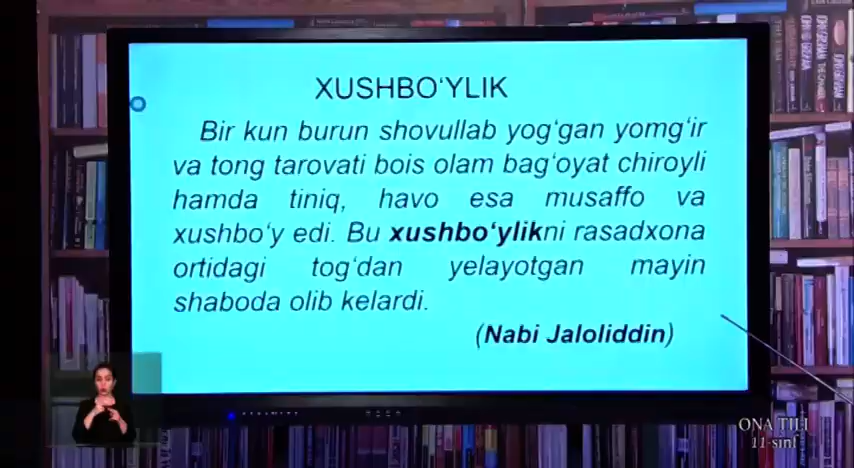 XUSHBO‘YLIK
Bir kun burun shovullab yog‘gan yomg‘ir
va tong tarovati bois olam bag‘oyat chiroyli
hamda tiniq, havo esa musaffo va
xushbo‘y edi. Bu xushbo‘ylikni rasadxona
ortidagi tog‘dan yelayotgan mayin
shaboda olib kelardi.
(Nabi Jaloliddin)
ONA TILI
11-sinf